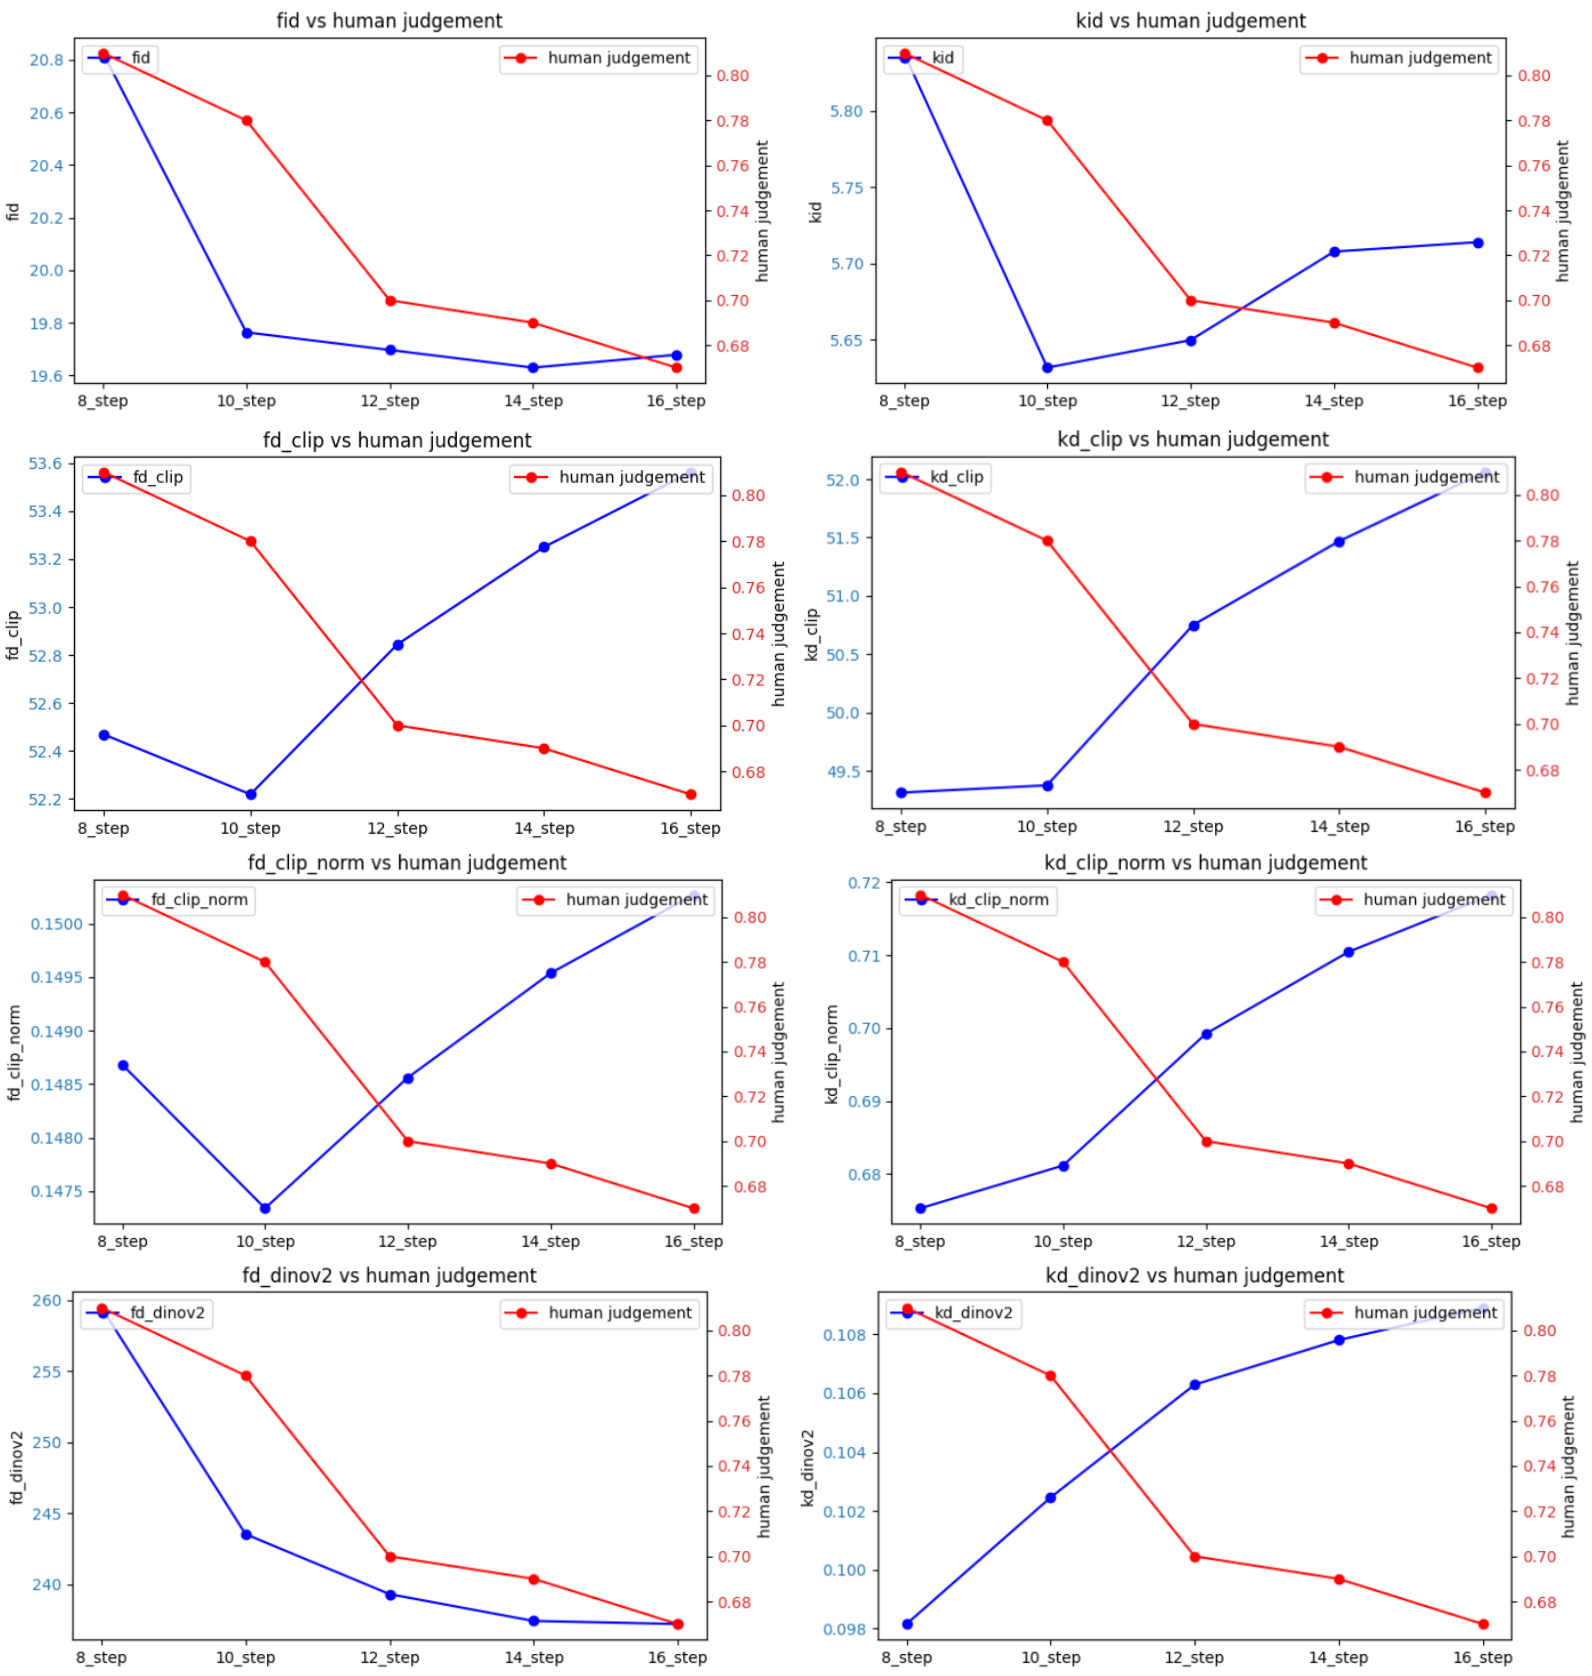 fid vs human judgement
fid
human judgement
20.8
20.6
20.4
20.2
20.0
19.8
19.6
fid
0.80
0.78
0.76
0.74
0.72
0.70
0.68
human judgement
8_step 10_step 12_step 14_step 16_step
kid vs human judgement
kid
human judgement
5.80
5.75
5.70
5.65
kid
0.80
0.78
0.76
0.74
0.72
0.70
0.68
human judgement
8_step 10_step 12_step 14_step 16_step
fd_clip vs human judgement
fd_clip
human judgement
53.6
53.4
53.2
53.0
52.8
52.6
52.4
52.2
fd_clip
0.80
0.78
0.76
0.74
0.72
0.70
0.68
human judgement
8_step 10_step 12_step 14_step 16_step
kd_clip vs human judgement
kd_clip
human judgement
52.0
51.5
51.0
50.5
50.0
49.5
kd_clip
0.80
0.78
0.76
0.74
0.72
0.70
0.68
human judgement
8_step 10_step 12_step 14_step 16_step
fd_clip_norm vs human judgement
fd_clip_norm
human judgement
0.1500
0.1495
0.1490
0.1485
0.1480
0.1475
fd_clip_norm
0.80
0.78
0.76
0.74
0.72
0.70
0.68
human judgement
8_step 10_step 12_step 14_step 16_step
kd_clip_norm vs human judgement
kd_clip_norm
human judgement
0.72
0.71
0.70
0.69
0.68
kd_clip_norm
0.80
0.78
0.76
0.74
0.72
0.70
0.68
human judgement
8_step 10_step 12_step 14_step 16_step
fd_dinov2 vs human judgement
fd_dinov2
human judgement
260
255
250
245
240
fd_dinov2
0.80
0.78
0.76
0.74
0.72
0.70
0.68
human judgement
8_step 10_step 12_step 14_step 16_step
kd_dinov2 vs human judgement
kd_dinov2
human judgement
0.108
0.106
0.104
0.102
0.100
0.098
kd_dinov2
0.80
0.78
0.76
0.74
0.72
0.70
0.68
human judgement
8_step 10_step 12_step 14_step 16_step